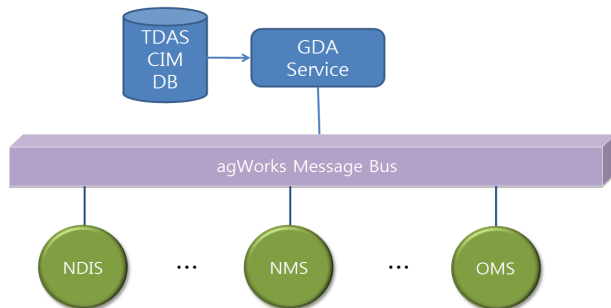 TDAS
CIM
DB
GDA
Service
agWorks Message Bus
NDIS
...
NMS
...
OMS